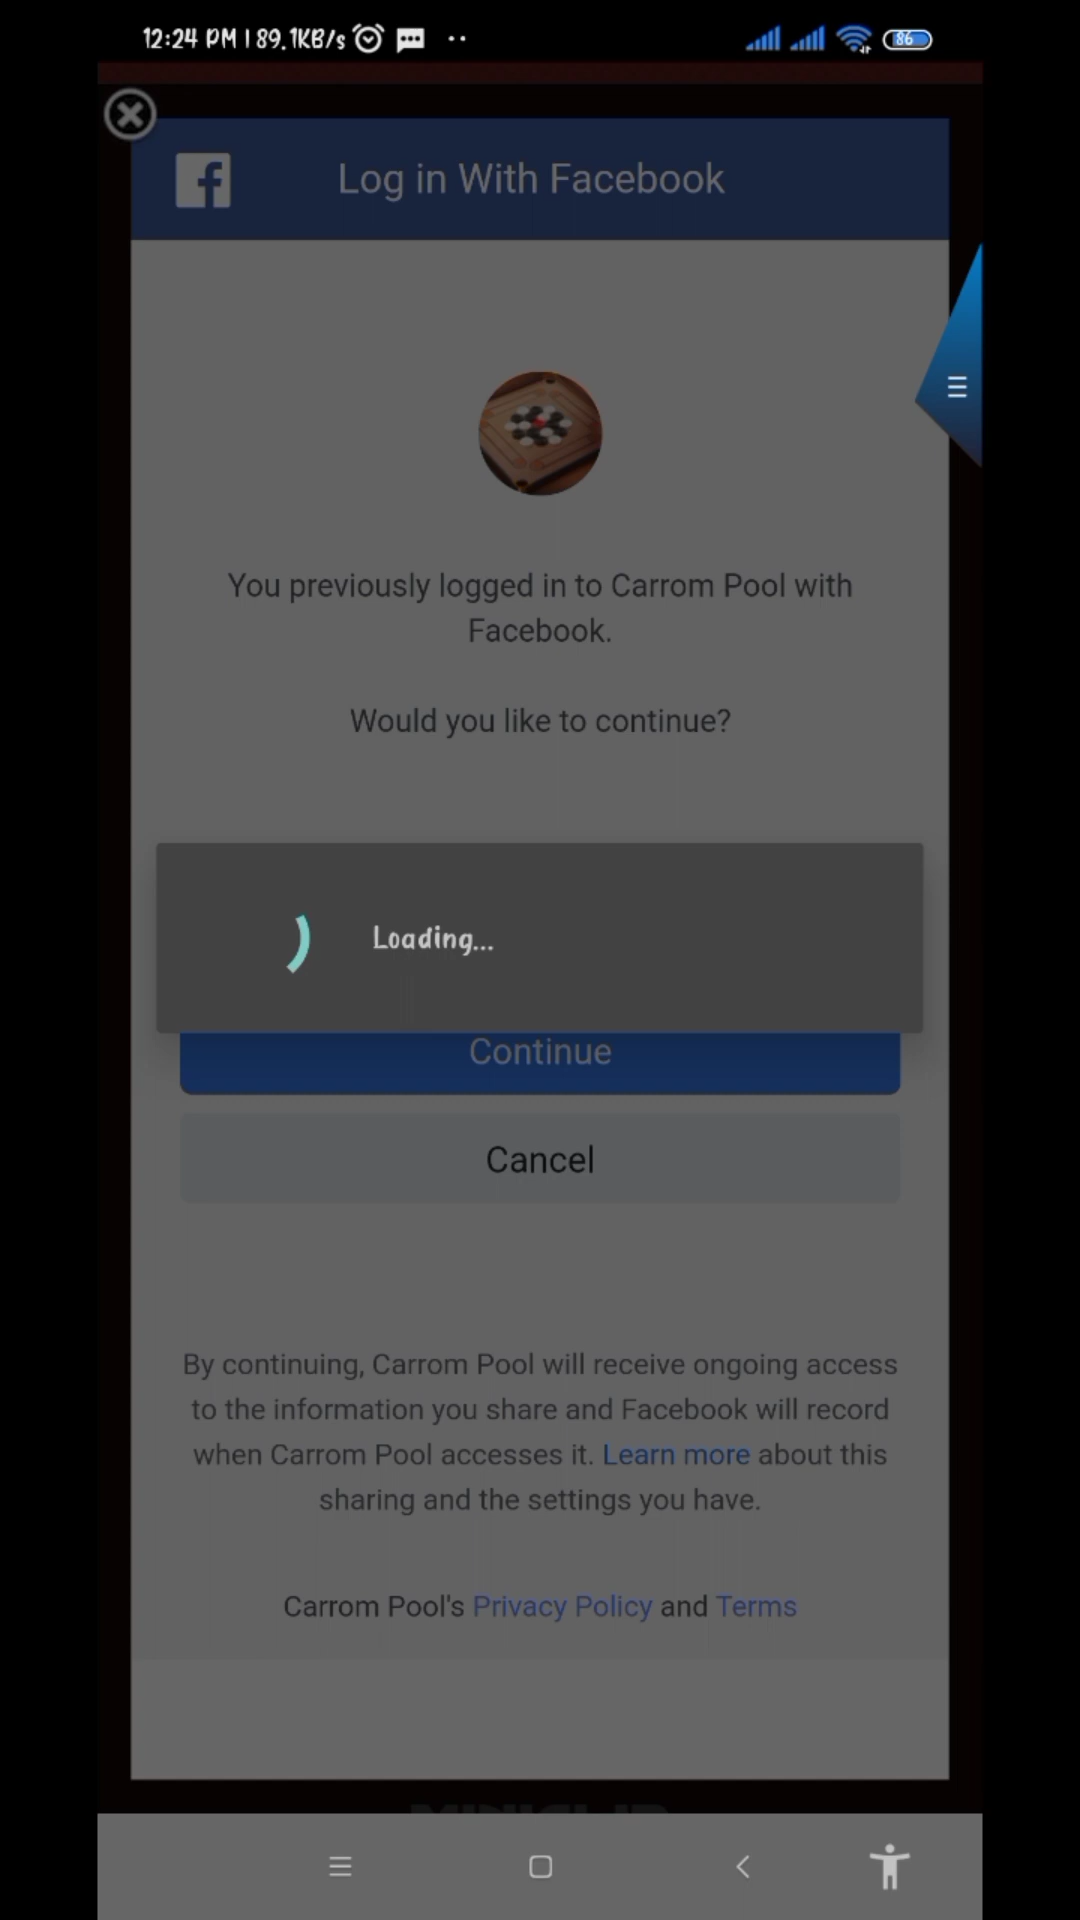 12:24 PM | 89.1KB/s
86
Log in With Facebook
You previously logged in to Carrom Pool with
Facebook.
Would you like to continue?
Loading...
Continue
Cancel
By continuing, Carrom Pool will receive ongoing access
to the information you share and Facebook will record
when Carrom Pool accesses it. Learn more about this
sharing and the settings you have.
Carrom Pool's Privacy Policy and Terms